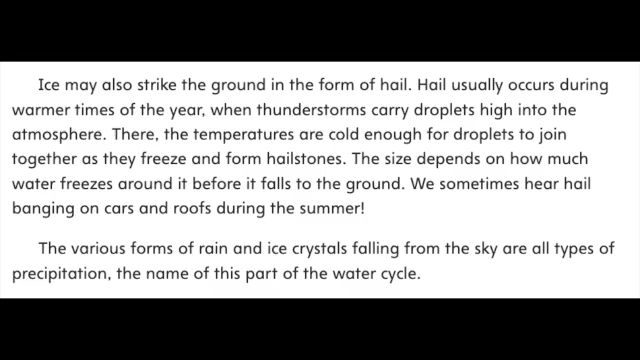 Ice may also strike the ground in the form of hail. Hail usually occurs during
warmer times of the year, when thunderstorms carry droplets high into the
atmosphere. There, the temperatures are cold enough for droplets to join
together as they freeze and form hailstones. The size depends on how much
water freezes around it before it falls to the ground. We sometimes hear hail
banging on cars and roofs during the summer!
The various forms of rain and ice crystals falling from the sky are all types of
precipitation, the name of this part of the water cycle.